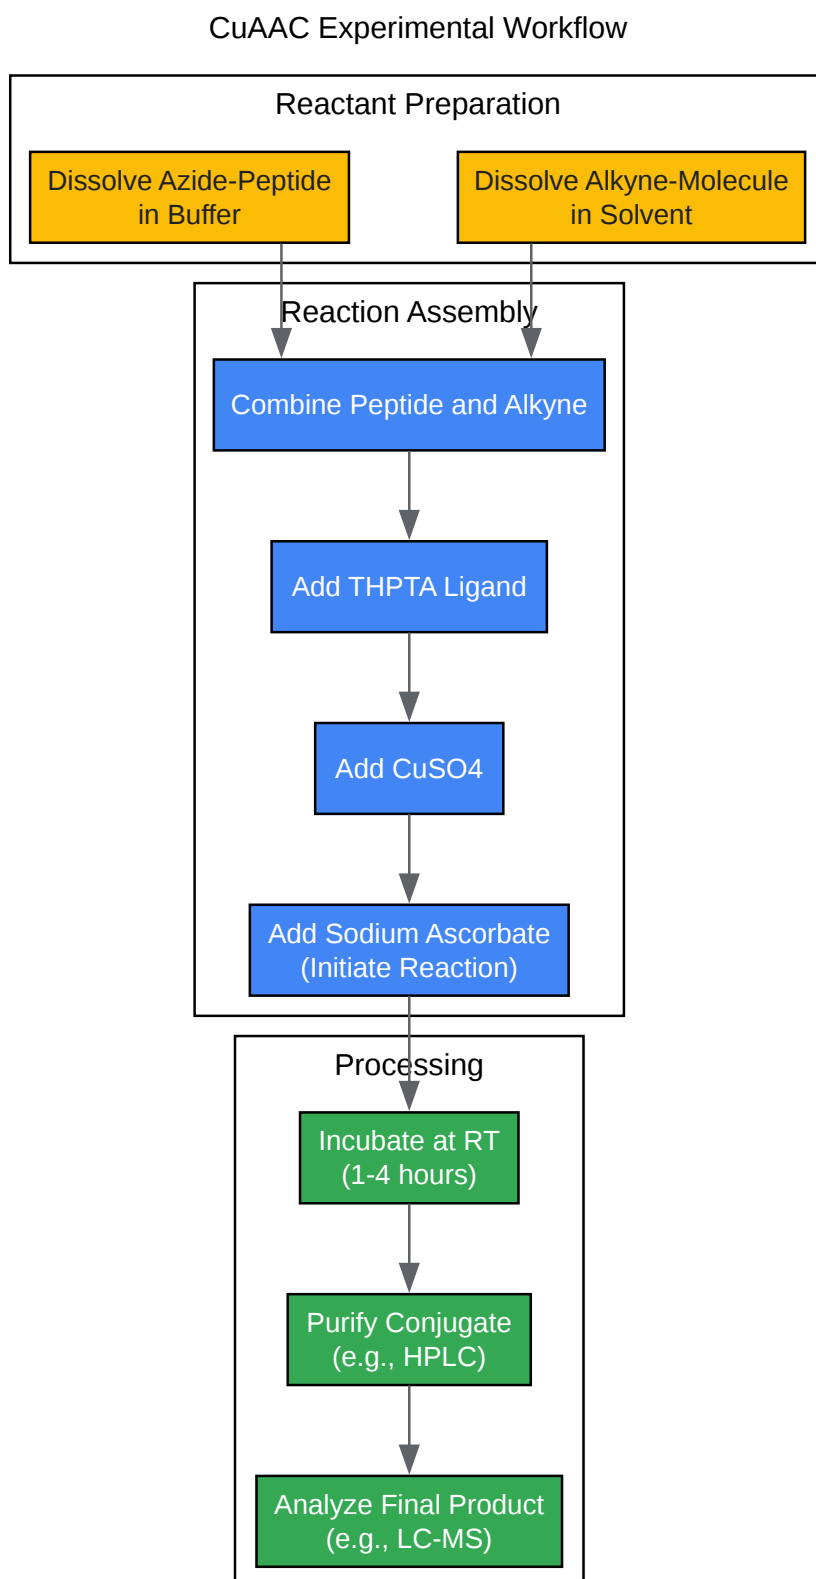 CuAAC Experimental Workflow
Reactant Preparation
Dissolve Azide-Peptide
in Buffer
Dissolve Alkyne-Molecule
in Solvent
Reaction Assembly
Combine Peptide and Alkyne
Add THPTA Ligand
Add CuSO4
Add Sodium Ascorbate
(Initiate Reaction)
Processing
Incubate at RT
(1-4 hours)
Purify Conjugate
(e.g., HPLC)
Analyze Final Product
(e.g., LC-MS)